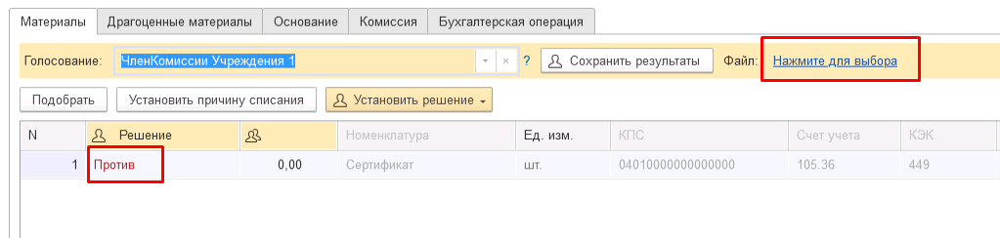 Материалы Драгоценные материалы Основание Комиссия Бухгалтерская операция
Голосование: ЧленКомиссии Учреждения 1 ? Сохранить результаты Файл: Нажмите для выбора
Подобрать Установить причину списания Установить решение
N Решение Номенклатура Ед. изм. КПС Счет учета КЭК
1 Против 0,00 Сертификат шт. 04010000000000000 105.36 449